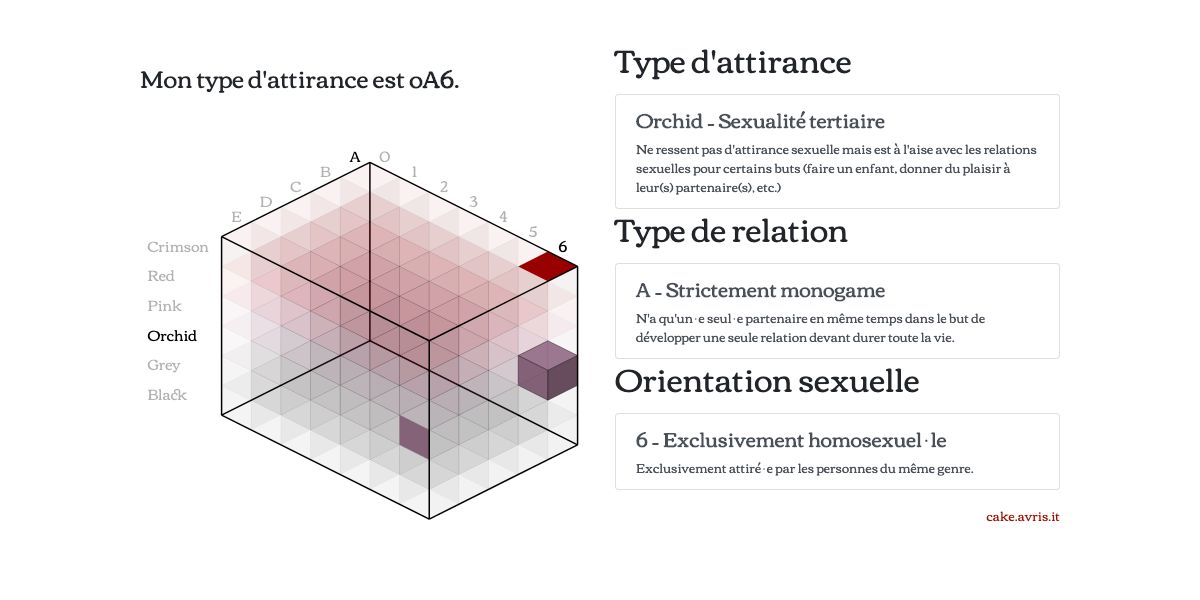 Mon type d'attirance est oA6.
A O
B 1
C 2
D 3
E 4
5
6
Crimson
Red
Pink
Orchid
Grey
Black
Type d'attirance
Orchid - Sexualité tertiaire
Ne ressent pas d'attirance sexuelle mais est à l'aise avec les relations
sexuelles pour certains buts (faire un enfant, donner du plaisir à
leur(s) partenaire(s), etc.)
Type de relation
A - Strictement monogame
N'a qu'un·e seul·e partenaire en même temps dans le but de
développer une seule relation devant durer toute la vie.
Orientation sexuelle
6 - Exclusivement homosexuel·le
Exclusivement attiré·e par les personnes du même genre.
cake.avris.it